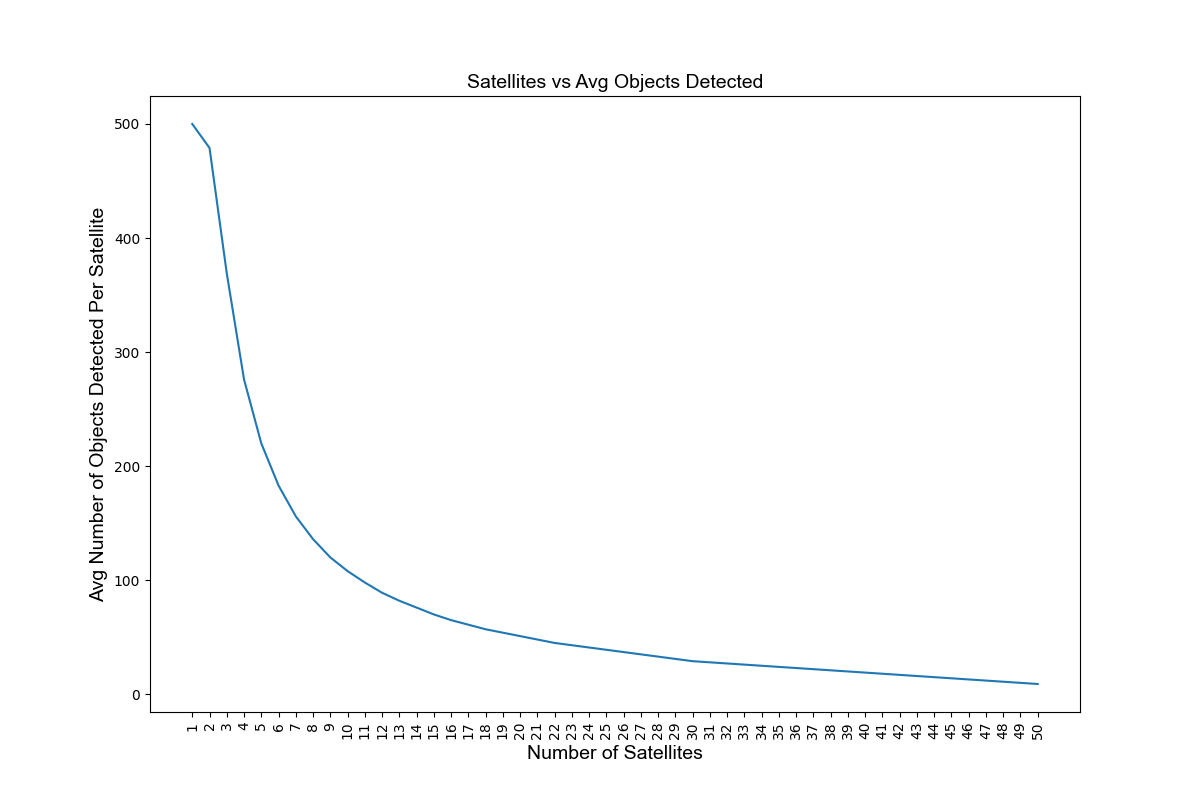 Satellites vs Avg Objects Detected
Avg Number of Objects Detected Per Satellite
500
400
300
200
100
0
1 2 3 4 5 6 7 8 9 10 11 12 13 14 15 16 17 18 19 20 21 22 23 24 25 26 27 28 29 30 31 32 33 34 35 36 37 38 39 40 41 42 43 44 45 46 47 48 49 50
Number of Satellites